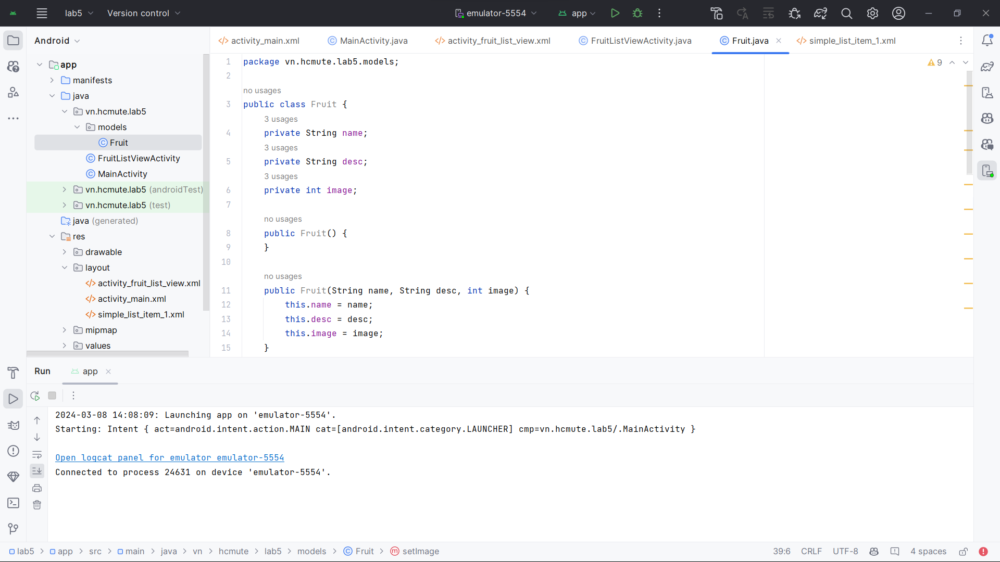 lab5 Version control emulator-5554 app
Android
app
manifests
java
vn.hcmute.lab5
models
Fruit
FruitListViewActivity
MainActivity
vn.hcmute.lab5 (androidTest)
vn.hcmute.lab5 (test)
java (generated)
res
drawable
layout
activity_fruit_list_view.xml
activity_main.xml
simple_list_item_1.xml
mipmap
values
activity_main.xml MainActivity.java activity_fruit_list_view.xml FruitListViewActivity.java Fruit.java simple_list_item_1.xml
9
1 package vn.hcmute.lab5.models;
2
no usages
3 public class Fruit {
3 usages
4 private String name;
3 usages
5 private String desc;
3 usages
6 private int image;
7
no usages
8 public Fruit() {
9 }
10
no usages
11 public Fruit(String name, String desc, int image) {
12 this.name = name;
13 this.desc = desc;
14 this.image = image;
15 }
Run app
2024-03-08 14:08:09: Launching app on 'emulator-5554'.
Starting: Intent { act=android.intent.action.MAIN cat=[android.intent.category.LAUNCHER] cmp=vn.hcmute.lab5/.MainActivity }
Open logcat panel for emulator emulator-5554
Connected to process 24631 on device 'emulator-5554'.
lab5 > app > src > main > java > vn > hcmute > lab5 > models > Fruit > setImage 39:6 CRLF UTF-8 4 spaces